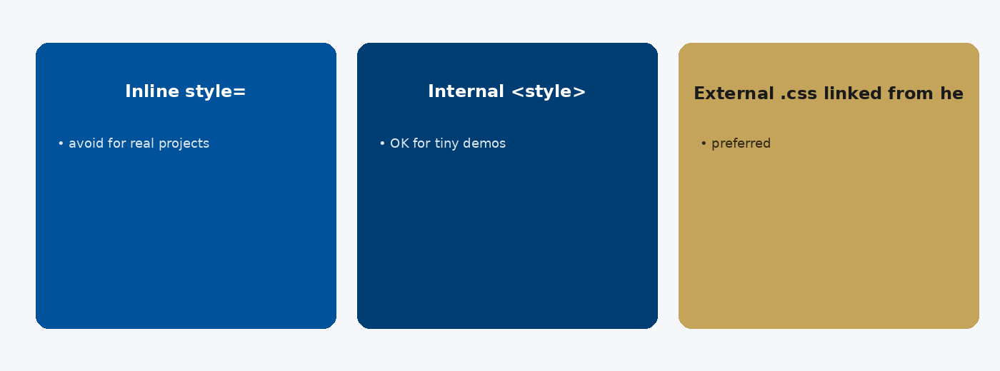 Inline style=
• avoid for real projects
Internal <style>
• OK for tiny demos
External .css linked from he
• preferred